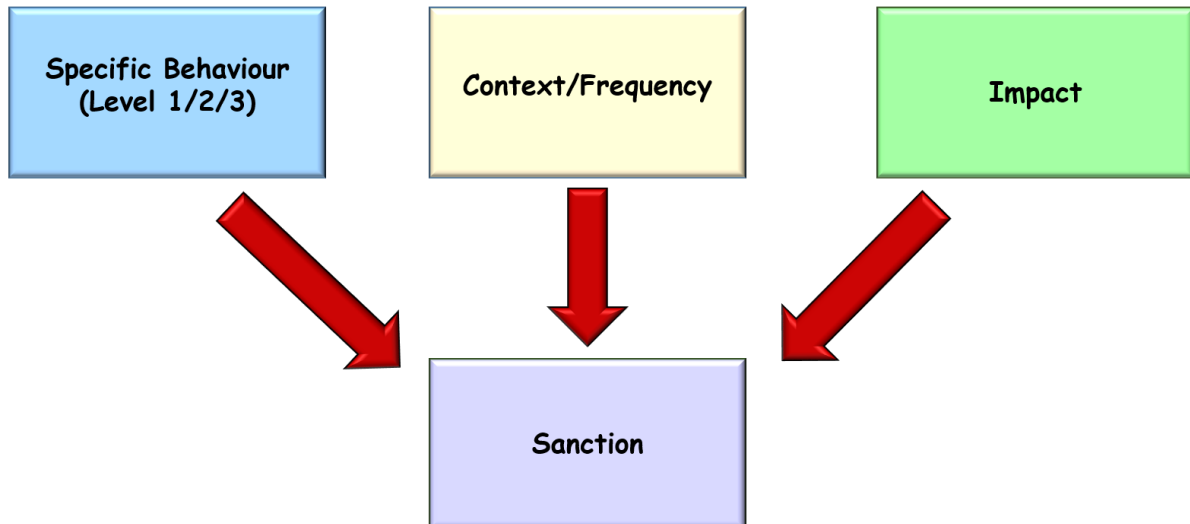 Specific Behaviour
(Level 1/2/3)
Context/Frequency
Impact
Sanction